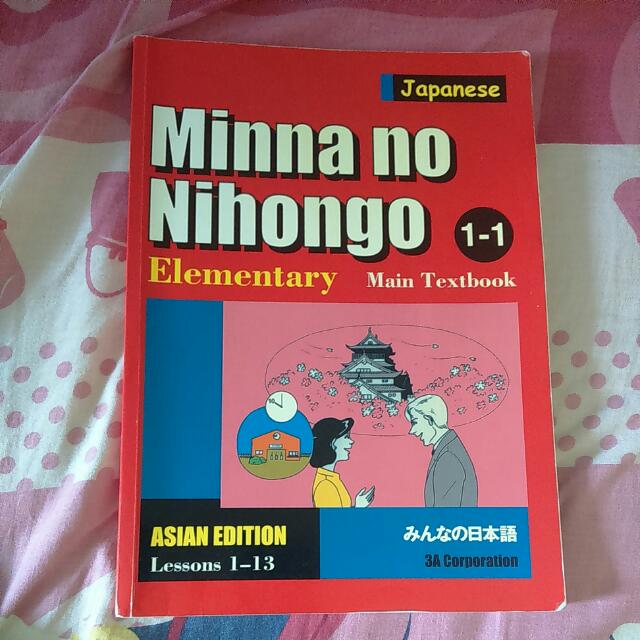 Japanese
Minna no
Nihongo 1-1
Elementary Main Textbook
ASIAN EDITION
Lessons 1–13
みんなの日本語
3A Corporation